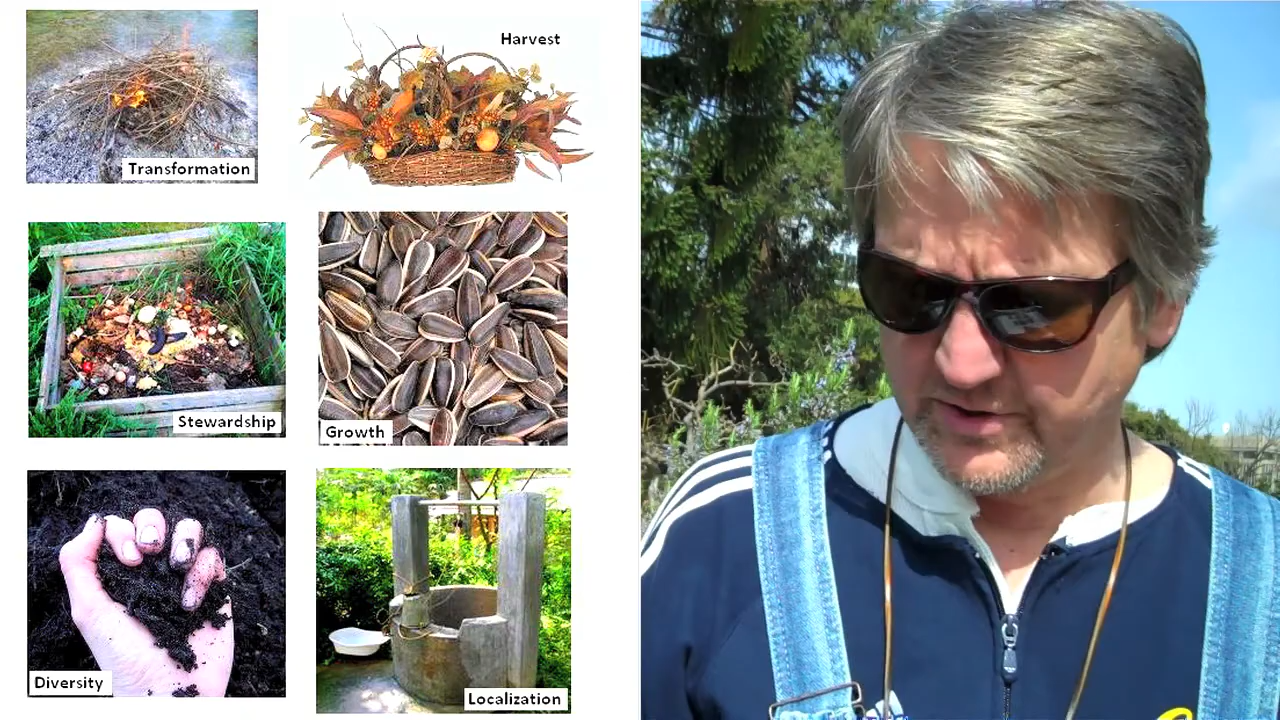 Transformation
Harvest
Stewardship
Growth
Diversity
Localization